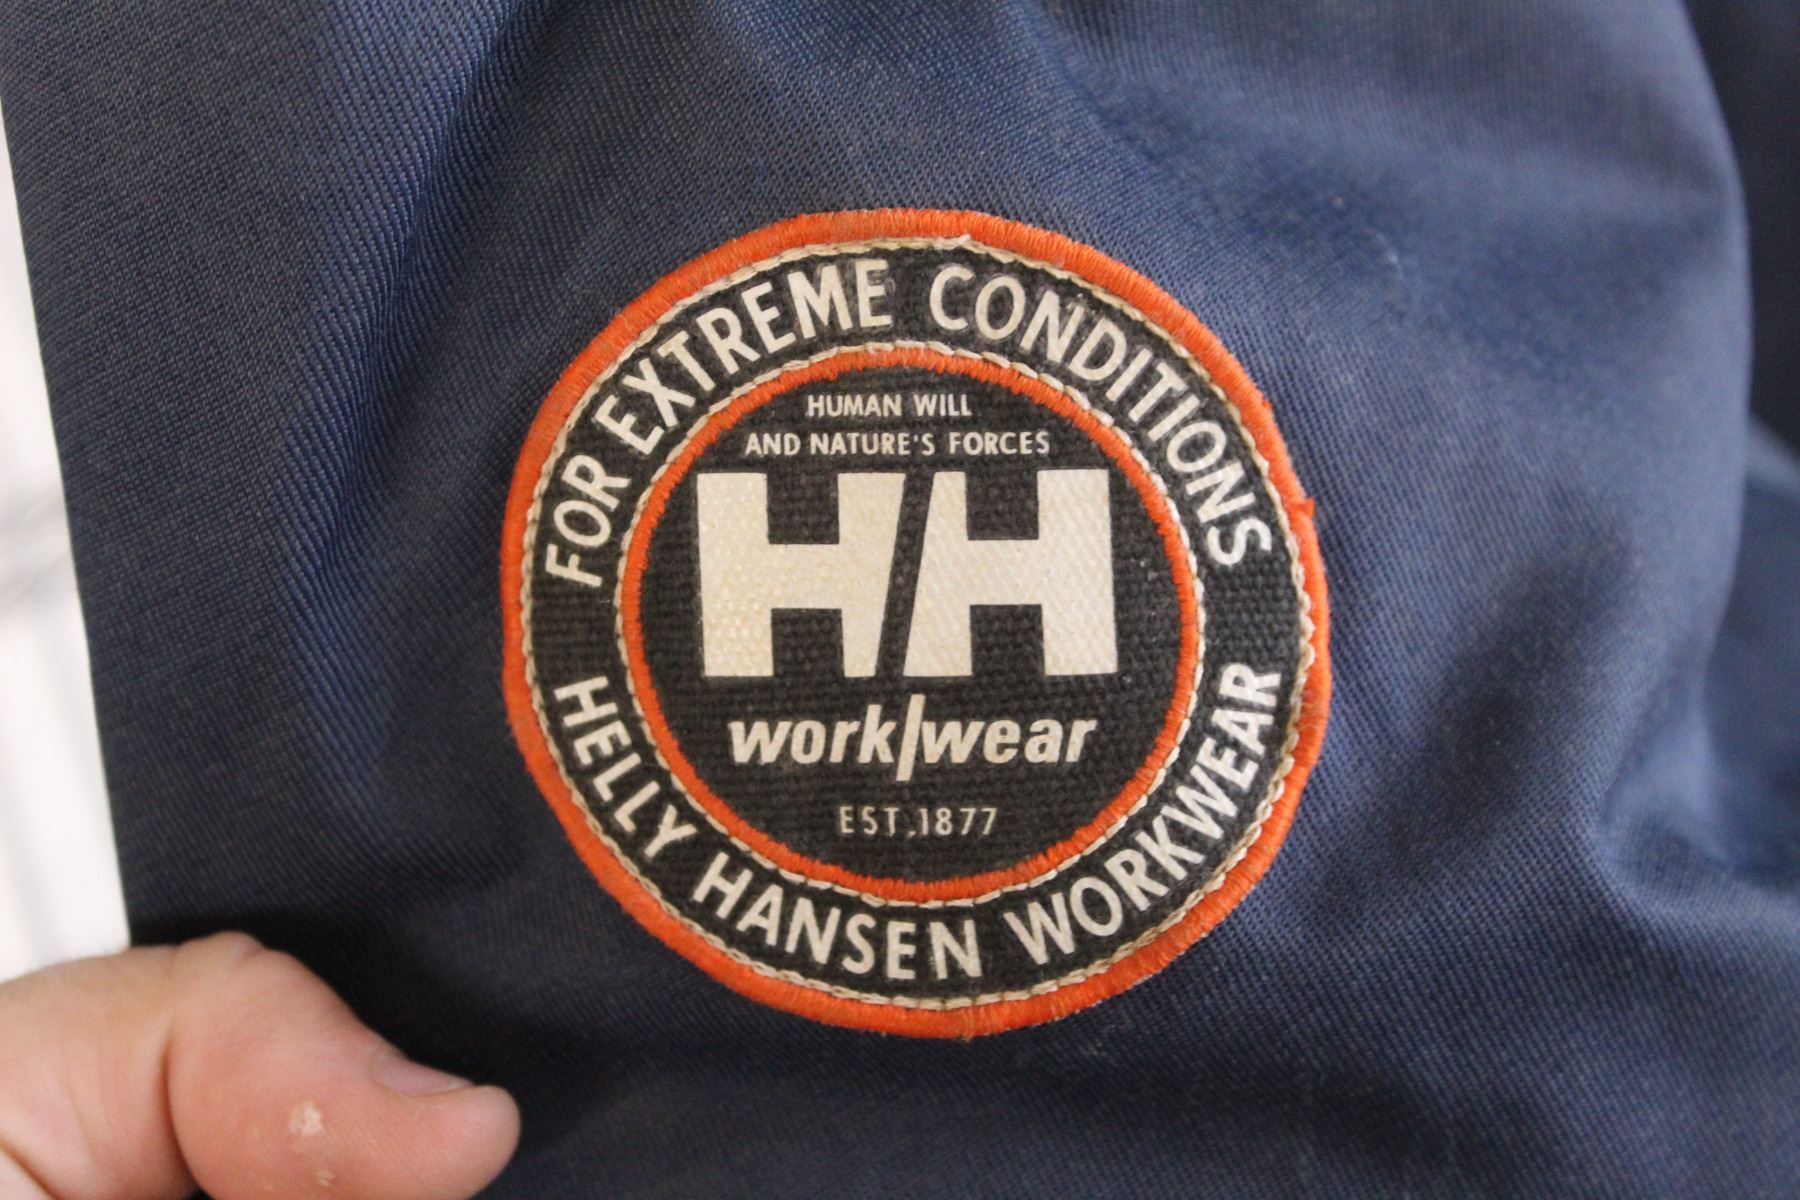 FOR EXTREME CONDITIONS
HUMAN WILL
AND NATURE'S FORCES
HH
work/wear
EST.1877
HELLY HANSEN WORKWEAR